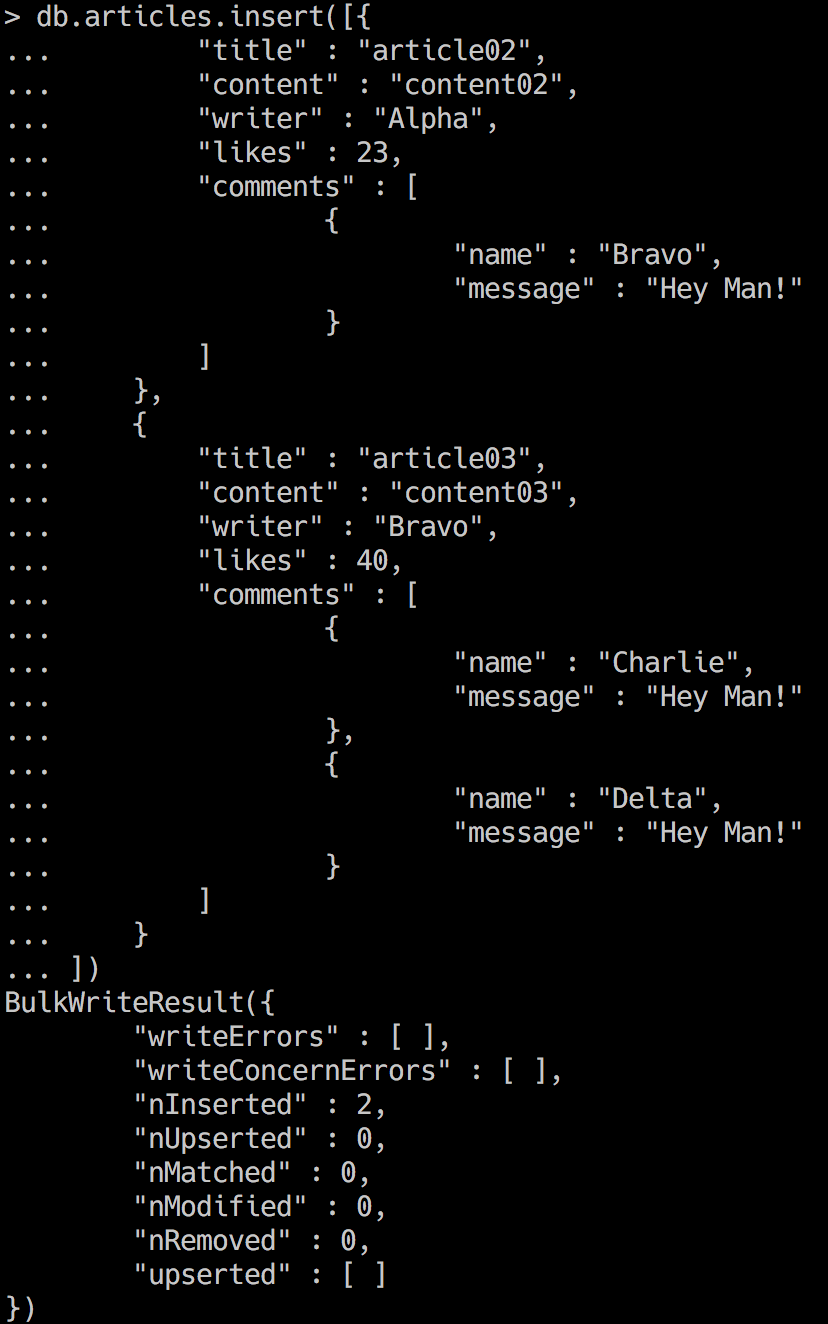 > db.articles.insert([{
...         "title" : "article02",
...         "content" : "content02",
...         "writer" : "Alpha",
...         "likes" : 23,
...         "comments" : [
...                 {
...                         "name" : "Bravo",
...                         "message" : "Hey Man!"
...                 }
...         ]
...     },
...     {
...         "title" : "article03",
...         "content" : "content03",
...         "writer" : "Bravo",
...         "likes" : 40,
...         "comments" : [
...                 {
...                         "name" : "Charlie",
...                         "message" : "Hey Man!"
...                 },
...                 {
...                         "name" : "Delta",
...                         "message" : "Hey Man!"
...                 }
...         ]
...     }
... ])
BulkWriteResult({
        "writeErrors" : [ ],
        "writeConcernErrors" : [ ],
        "nInserted" : 2,
        "nUpserted" : 0,
        "nMatched" : 0,
        "nModified" : 0,
        "nRemoved" : 0,
        "upserted" : [ ]
})